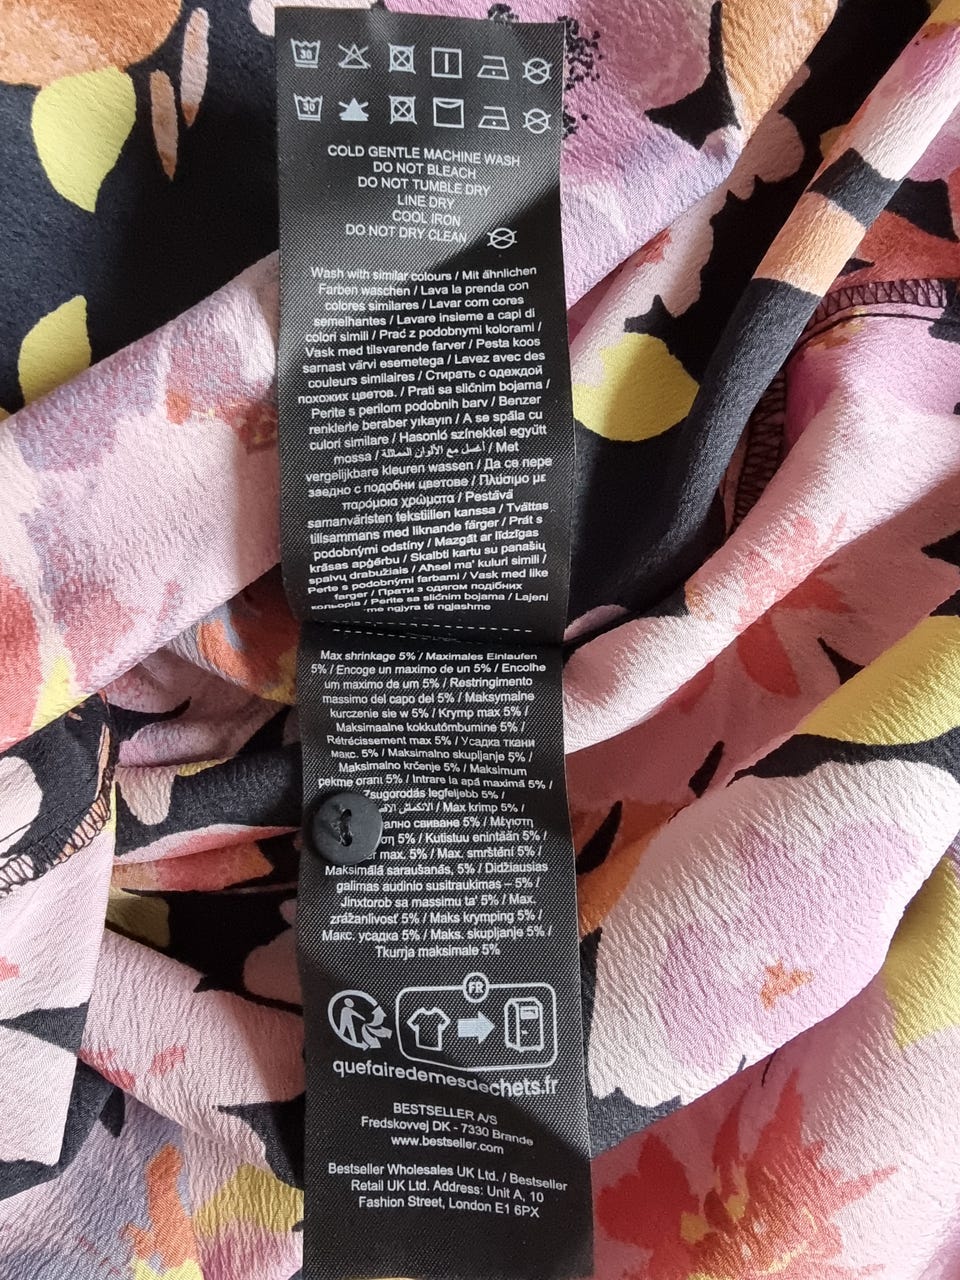 30
30
COLD GENTLE MACHINE WASH
DO NOT BLEACH
DO NOT TUMBLE DRY
LINE DRY
COOL IRON
DO NOT DRY CLEAN
Wash with similar colours / Mit ähnlichen
Farben waschen / Lava la prenda con
colores similares / Lavar com cores
semelhantes / Lavare insieme a capi di
colori simili / Prać z podobnymi kolorami /
Vask med tilsvarende farver / Pesta koos
sarnast värvi esemetega / Lavez avec des
couleurs similaires / Стирать с одеждой
похожих цветов. / Prati sa sličnim bojama /
Perite s perilom podobnih barv / Benzer
renklerle beraber yıkayın / A se spăla cu
culori similare / Hasonló színekkel együtt
mossa / أغسل مع الألوان المماثلة / Met
vergelijkbare kleuren wassen / Да се пере
заедно с подобни цветове / Πλύσιμο με
παρόμοια χρώματα / Pestävä
samanväristen tekstiilien kanssa / Tvättas
tillsammans med liknande färger / Prát s
podobnými odstíny / Mazgāt ar līdzīgas
krāsas apģērbu / Skalbti kartu su panašių
spalvų drabužiais / Aħsel ma' kuluri simili /
Perte s podobnými farbami / Vask med like
farger / Прати з одягом подібних
кольорів / Perite sa sličnim bojama / Lajeni
me ngjyra të ngjashme
Max shrinkage 5% / Maximales Einlaufen
5% / Encoge un maximo de un 5% / Encolhe
um maximo de um 5% / Restringimento
massimo del capo del 5% / Maksymalne
kurczenie sie w 5% / Krymp max 5% /
Maksimaalne kokkutõmbumine 5% /
Rétrécissement max 5% / Усадка ткани
макс. 5% / Maksimalno skupljanje 5% /
Maksimalno krčenje 5% / Maksimum
çekme oranı 5% / Intrare la apă maximă 5% /
Zsugorodás legfeljebb 5% /
الانكماش / Max krimp 5% /
свиване 5% / Μέγιστη
5% / Kutistuu enintään 5% /
max. 5% / Max. smrštění 5% /
Maksimālā saraušanās, 5% / Didžiausias
galimas audinio susitraukimas – 5% /
Jinxtorob sa massimu ta' 5% / Max.
zrážanlivosť 5% / Maks krymping 5% /
Макс. усадка 5% / Maks. skupljanje 5% /
Tkurrja maksimale 5%
FR
quefairedemesdechets.fr
BESTSELLER A/S
Fredskovvej DK - 7330 Brande
www.bestseller.com
Bestseller Wholesales UK Ltd. / Bestseller
Retail UK Ltd. Address: Unit A, 10
Fashion Street, London E1 6PX